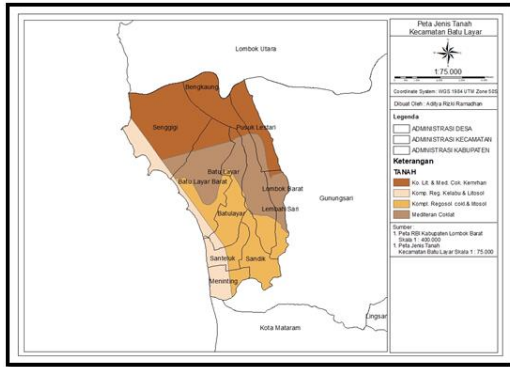 Peta Jenis Tanah
Kecamatan Batu Layar
1:75.000
Coordinate System: WGS 1984 UTM Zone 50S
Dibuat Oleh : Aditya Rizki Ramadhan
Legenda
ADMINISTRASI DESA
ADMINISTRASI KECAMATAN
ADMINISTRASI KABUPATEN
Keterangan
TANAH
Ko. Lit. & Med. Cok. Kemrhan
Komp. Reg. Kelabu & Litosol
Kompl. Regosol cokl.& litosol
Mediteran Coklat
Sumber :
1. Peta RBI Kabupaten Lombok Barat
Skala 1 : 400.000
1. Peta Jenis Tanah
Kecamatan Batu Layar Skala 1 : 75.000
Lombok Utara
Bengkaung
Senggigi
Pusuk Lestari
Batu Layar
Batu Layar Barat
Lombok Barat
Gunungsari
Lembah Sari
Batulayar
Santeluk
Sandik
Meninting
Lingsar
Kota Mataram